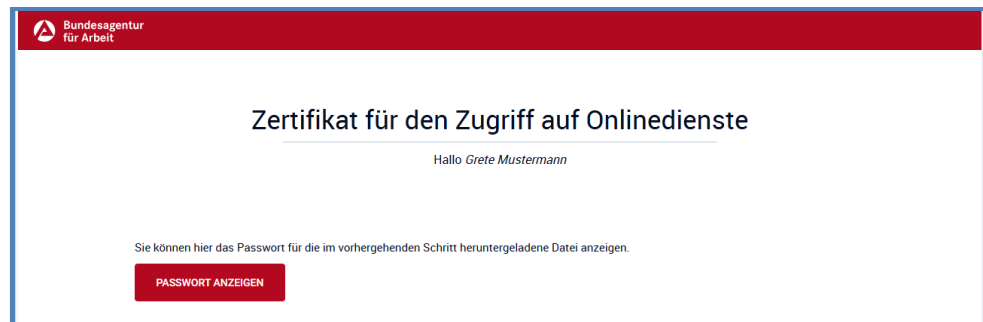 Bundesagentur
für Arbeit
Zertifikat für den Zugriff auf Onlinedienste
Hallo Grete Mustermann
Sie können hier das Passwort für die im vorhergehenden Schritt heruntergeladene Datei anzeigen.
PASSWORT ANZEIGEN